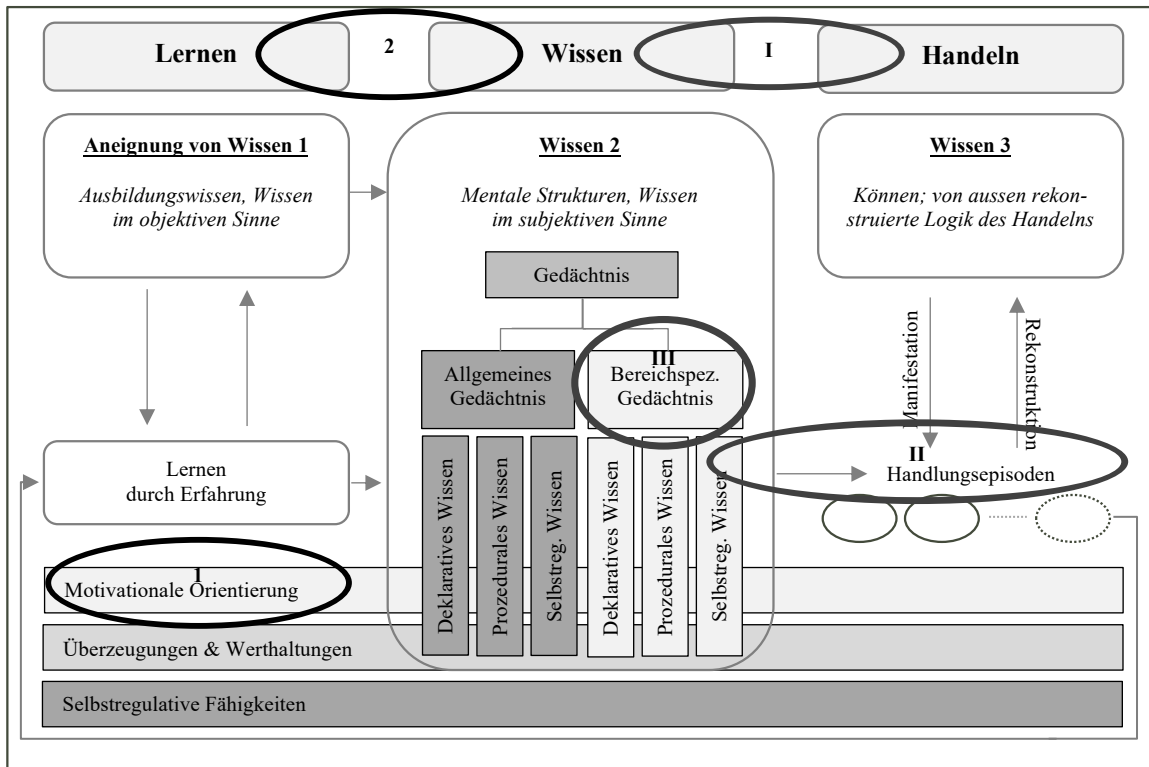 Lernen
2
Wissen
I
Handeln
Aneignung von Wissen 1
Ausbildungswissen, Wissen
im objektiven Sinne
Wissen 2
Mentale Strukturen, Wissen
im subjektiven Sinne
Wissen 3
Können; von aussen rekon-
struierte Logik des Handelns
Gedächtnis
Allgemeines
Gedächtnis
III
Bereichspez.
Gedächtnis
Manifestation
Rekonstruktion
Lernen
durch Erfahrung
Deklaratives Wissen
Prozedurales Wissen
Selbstreg. Wissen
Deklaratives Wissen
Prozedurales Wissen
Selbstreg. Wissen
II
Handlungsepisoden
1
Motivationale Orientierung
Überzeugungen & Werthaltungen
Selbstregulative Fähigkeiten